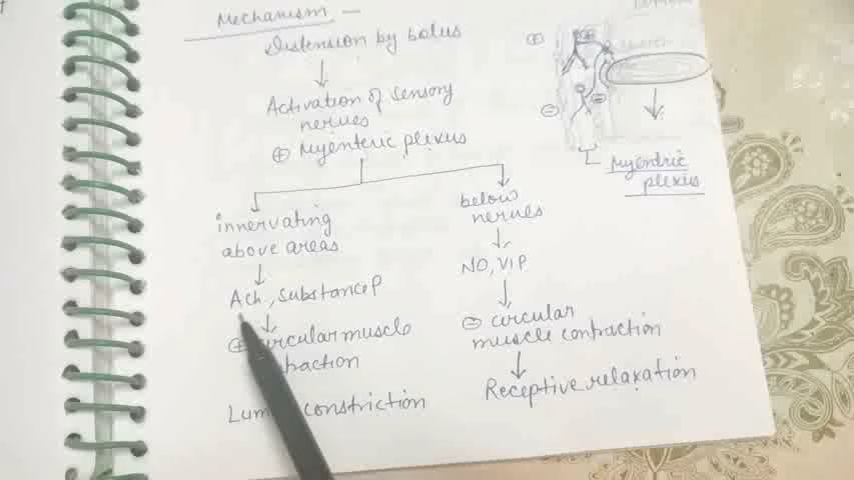 Mechanism —
Distension by bolus
↓
Activation of sensory
nerves
⊕ Myenteric plexus
innervating
above areas
↓
Ach, Substance P
↓
⊕ circular muscle
contraction
Lumen constriction
below
nerves
↓
NO, VIP
↓
⊖ circular
muscle contraction
↓
Receptive relaxation
Myentric
plexus